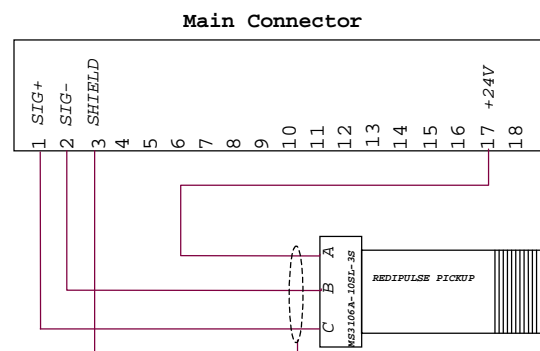 Main Connector
SIG+
SIG-
SHIELD
+24V
1
2
3
4
5
6
7
8
9
10
11
12
13
14
15
16
17
18
A
B
C
MS3106A-10SL-3S
REDIPULSE PICKUP